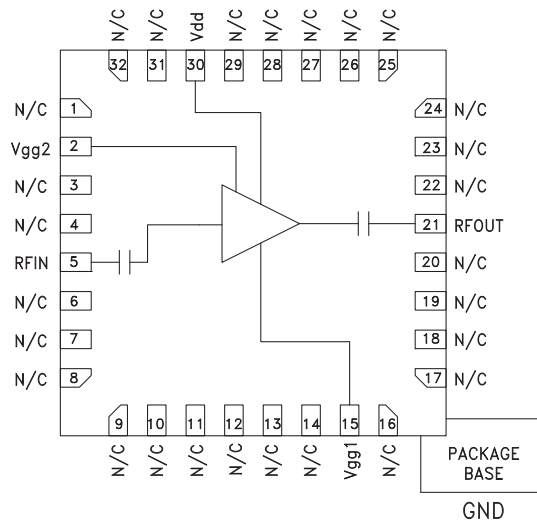 N/C N/C Vdd N/C N/C N/C N/C N/C
32 31 30 29 28 27 26 25
N/C 1 24 N/C
Vgg2 2 23 N/C
N/C 3 22 N/C
N/C 4 21 RFOUT
RFIN 5 20 N/C
N/C 6 19 N/C
N/C 7 18 N/C
N/C 8 17 N/C
9 10 11 12 13 14 15 16
N/C N/C N/C N/C N/C N/C Vgg1 N/C
PACKAGE
BASE
GND